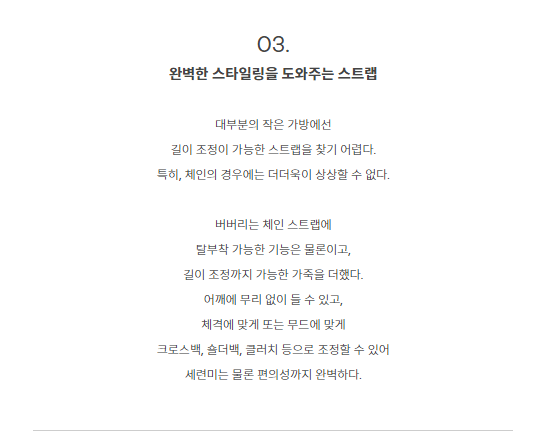 03.
완벽한 스타일링을 도와주는 스트랩
대부분의 작은 가방에선
길이 조정이 가능한 스트랩을 찾기 어렵다.
특히, 체인의 경우에는 더더욱이 상상할 수 없다.
버버리는 체인 스트랩에
탈부착 가능한 기능은 물론이고,
길이 조정까지 가능한 가죽을 더했다.
어깨에 무리 없이 들 수 있고,
체격에 맞게 또는 무드에 맞게
크로스백, 숄더백, 클러치 등으로 조정할 수 있어
세련미는 물론 편의성까지 완벽하다.